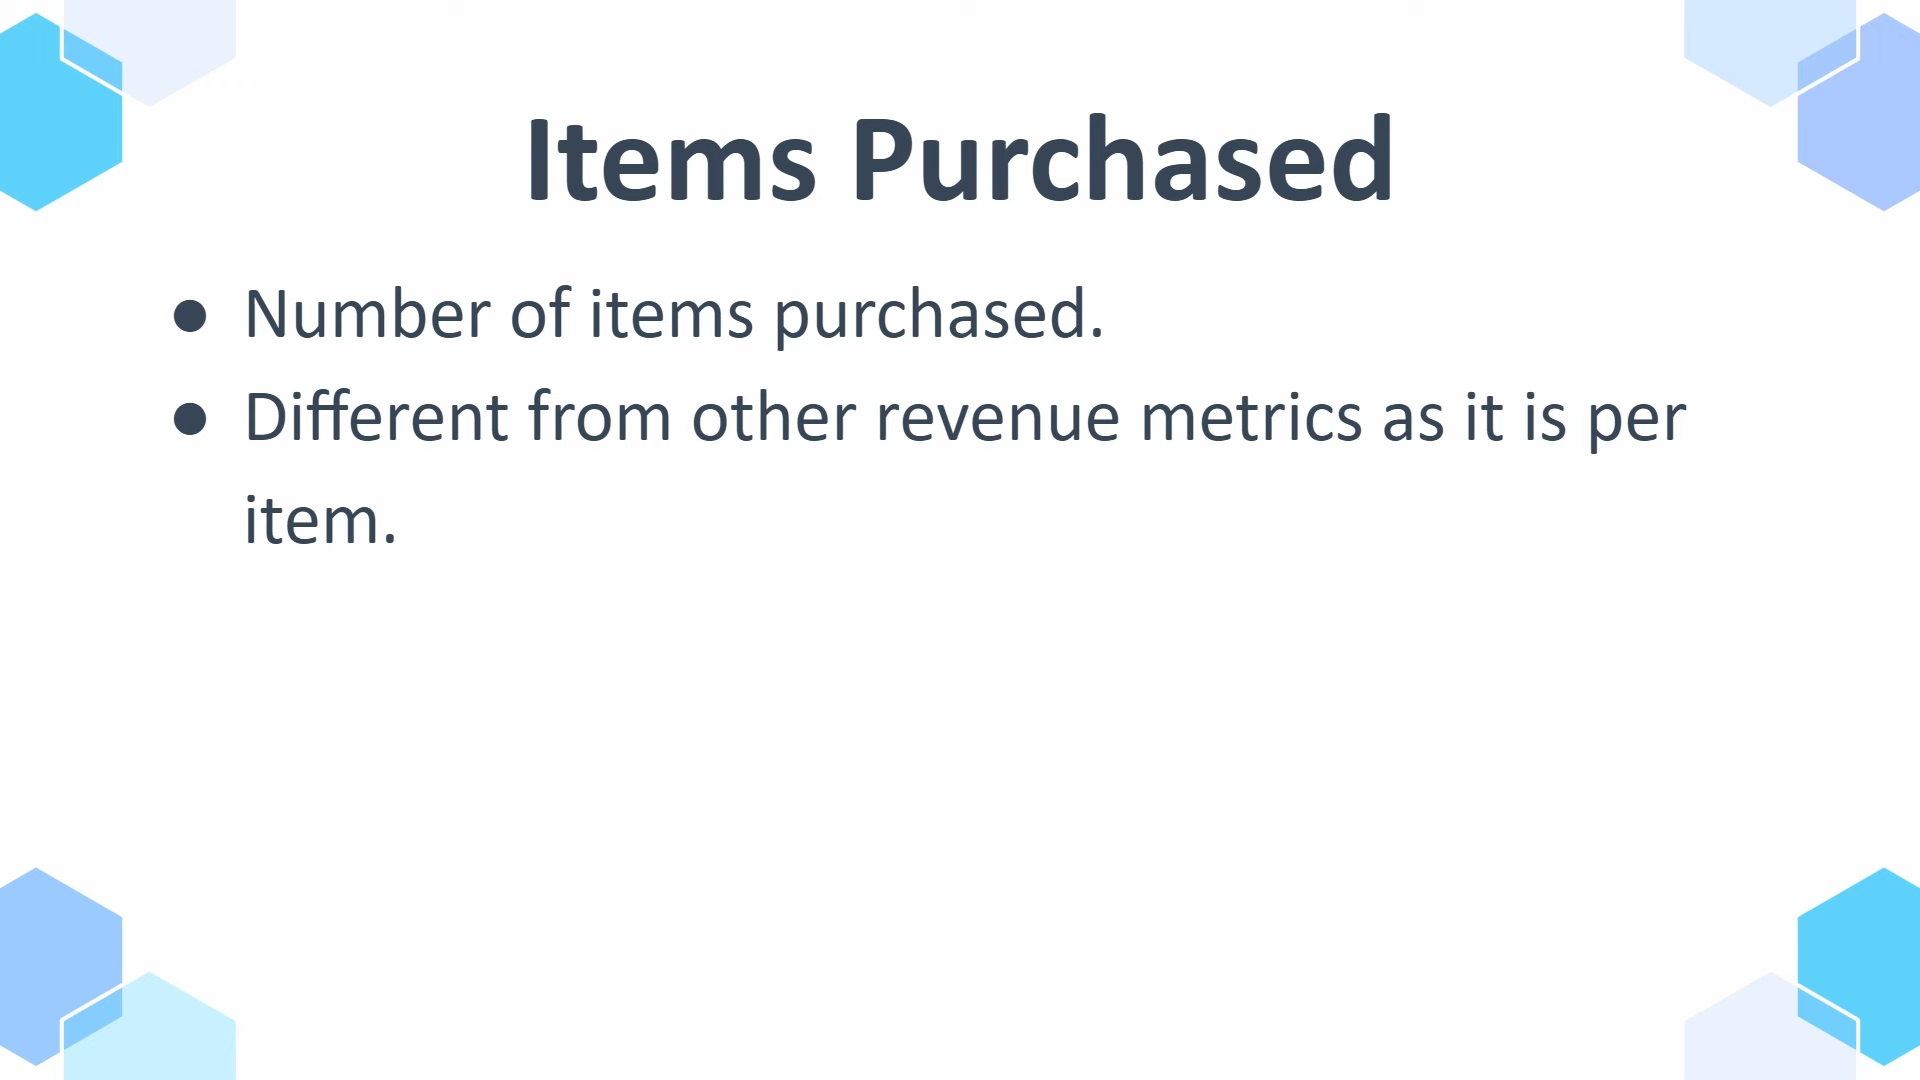 Items Purchased
● Number of items purchased.
● Different from other revenue metrics as it is per
item.